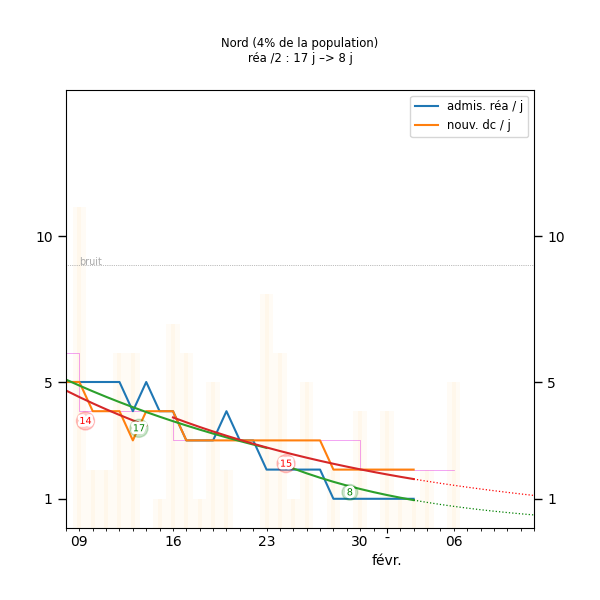 Nord (4% de la population)
réa /2 : 17 j –> 8 j
admis. réa / j
nouv. dc / j
10
10
bruit
5
5
14
17
15
8
1
1
09
16
23
30
-
06
févr.